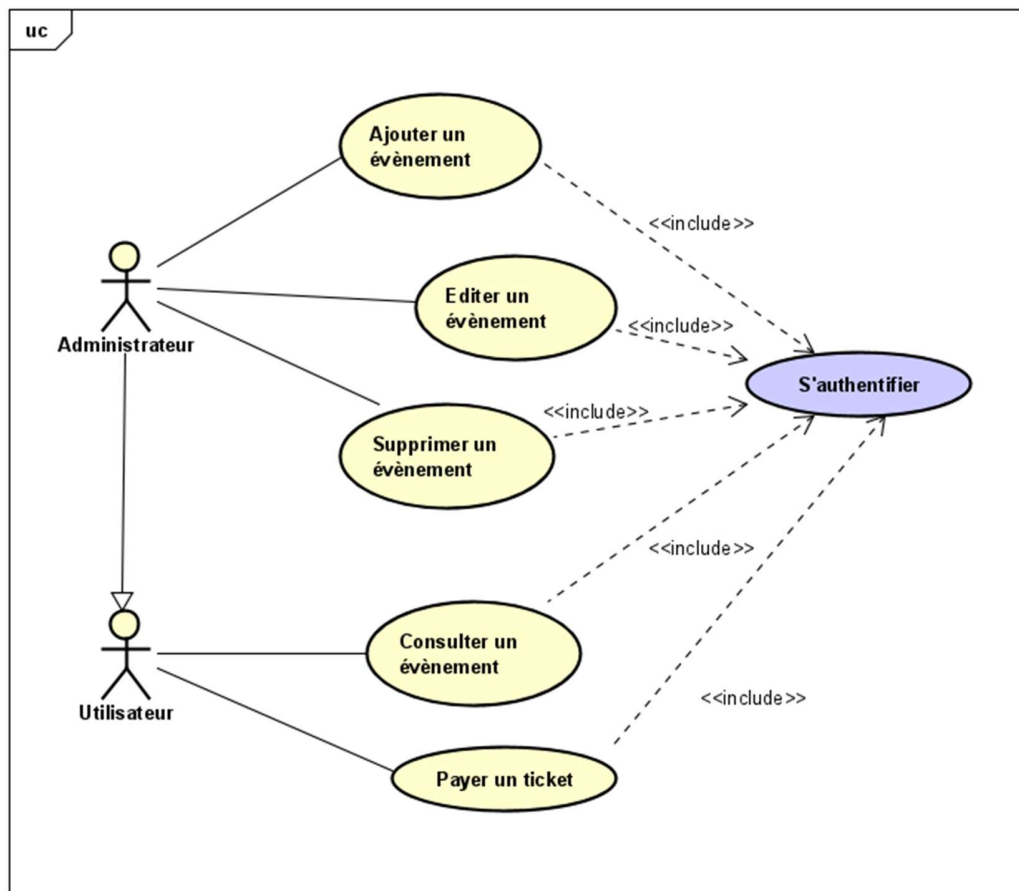 uc
Ajouter un
évènement
<<include>>
Administrateur
Editer un
évènement
<<include>>
S'authentifier
<<include>>
Supprimer un
évènement
<<include>>
Consulter un
évènement
Utilisateur
<<include>>
Payer un ticket